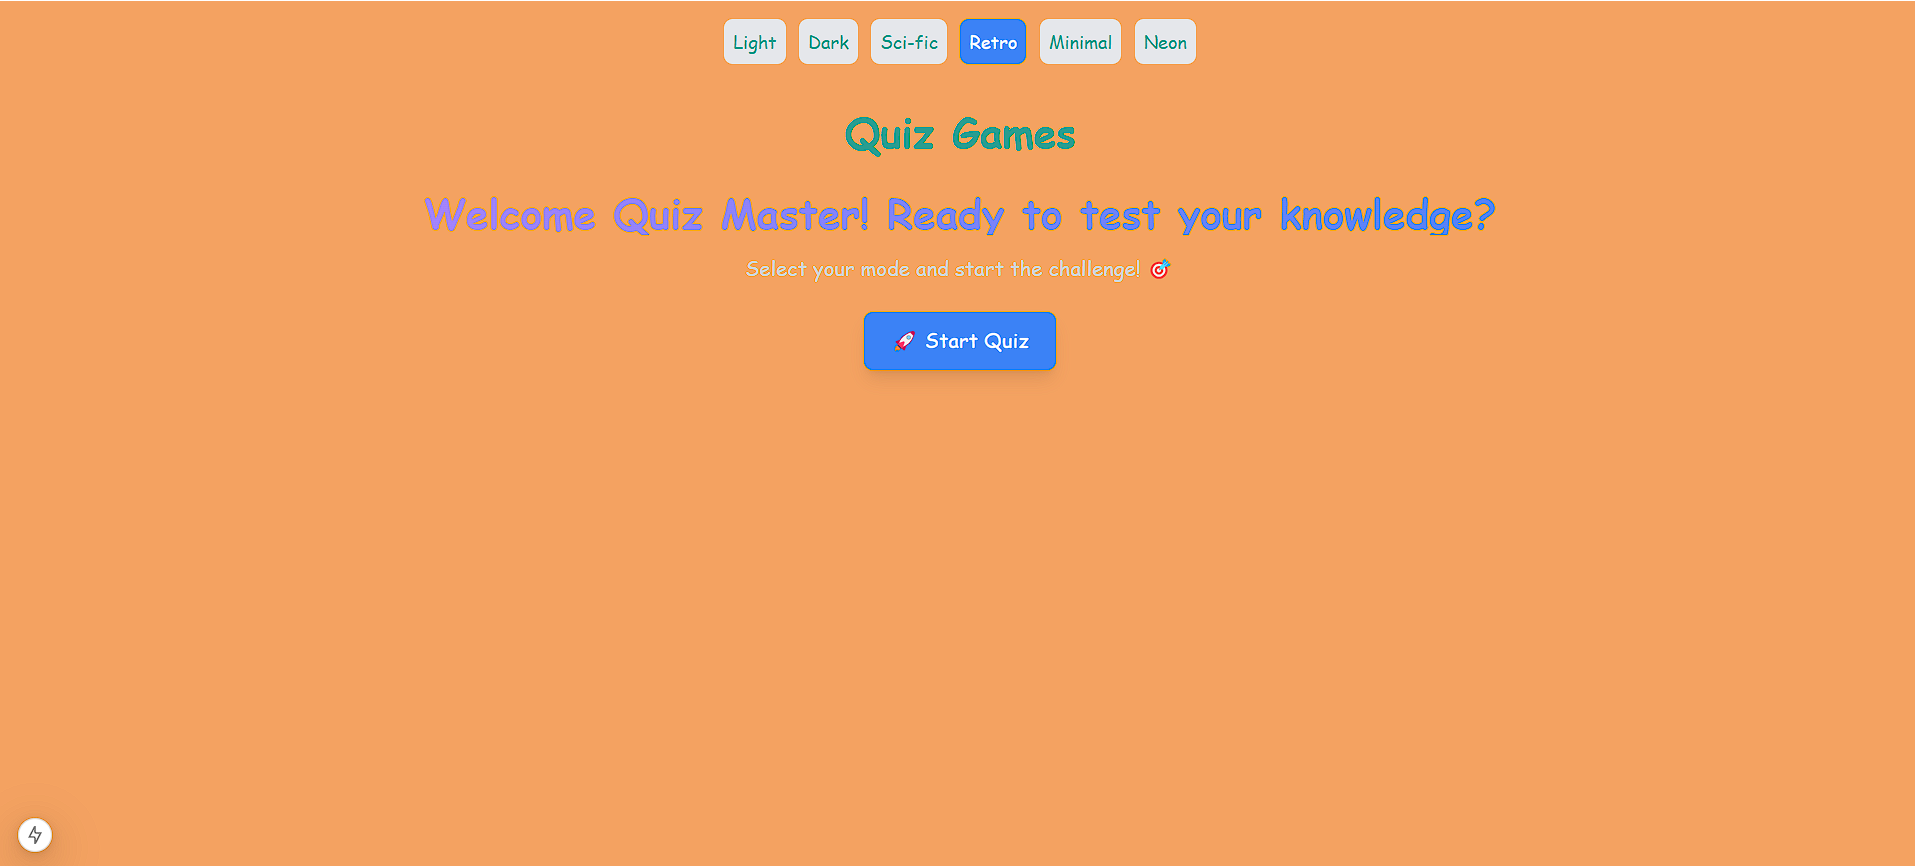 Light Dark Sci-fic Retro Minimal Neon
Quiz Games
Welcome Quiz Master! Ready to test your knowledge?
Select your mode and start the challenge! 🎯
🚀 Start Quiz